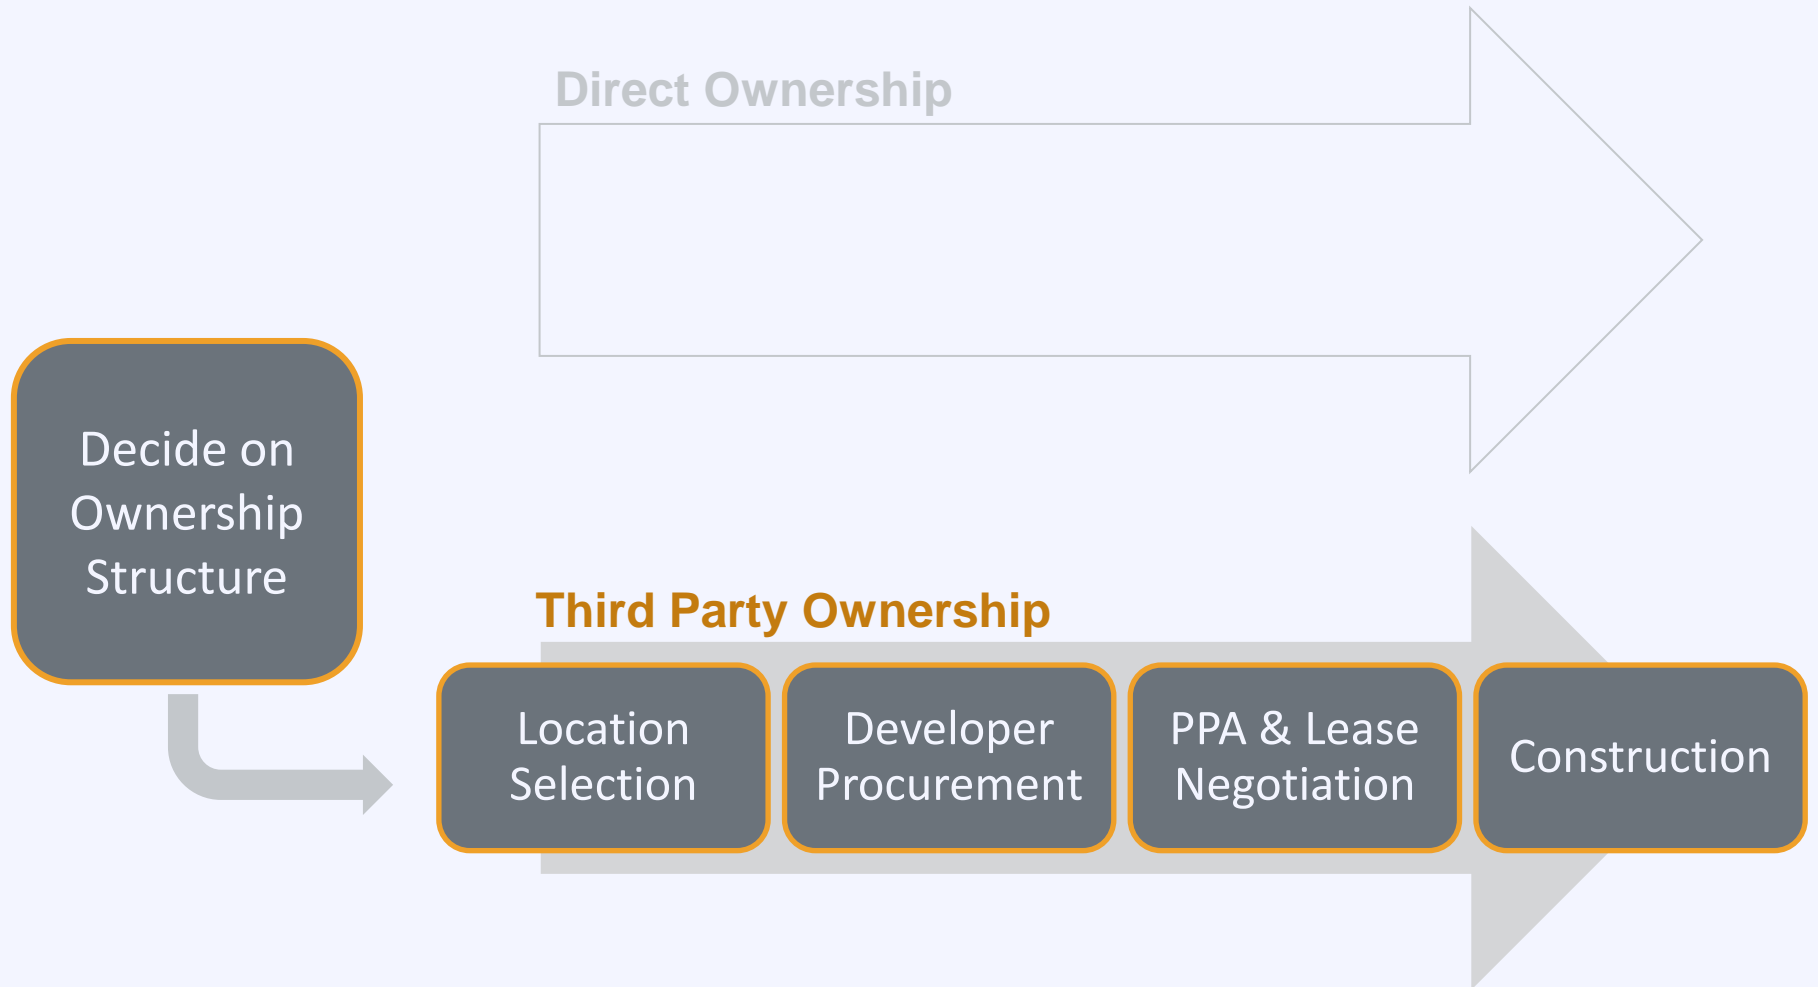 Direct Ownership
Decide on
Ownership
Structure
Third Party Ownership
Location
Selection
Developer
Procurement
PPA & Lease
Negotiation
Construction